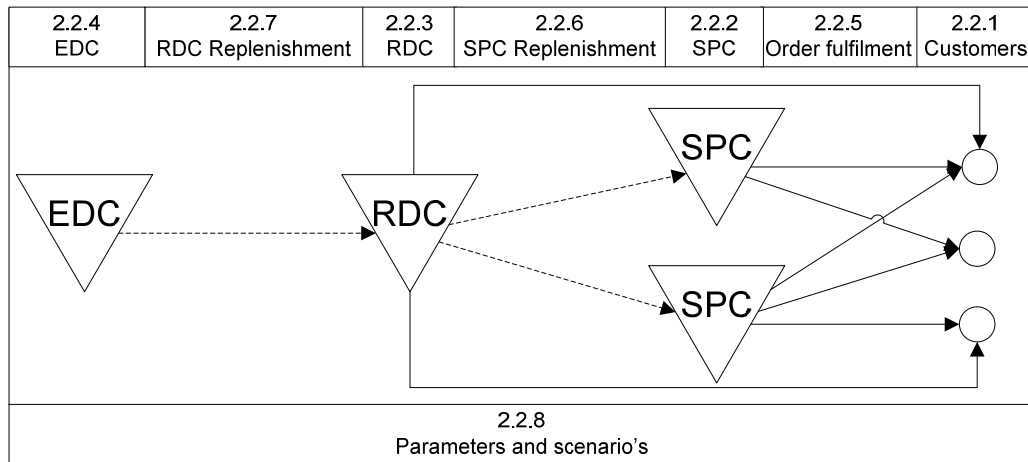 2.2.4
EDC
2.2.7
RDC Replenishment
2.2.3
RDC
2.2.6
SPC Replenishment
2.2.2
SPC
2.2.5
Order fulfilment
2.2.1
Customers
SPC
EDC
RDC
SPC
2.2.8
Parameters and scenario's